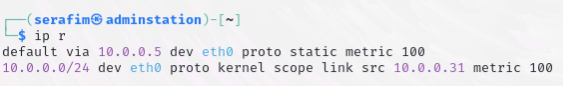 ┌──(serafim㉿adminstation)-[~]
└─$ ip r
default via 10.0.0.5 dev eth0 proto static metric 100
10.0.0.0/24 dev eth0 proto kernel scope link src 10.0.0.31 metric 100